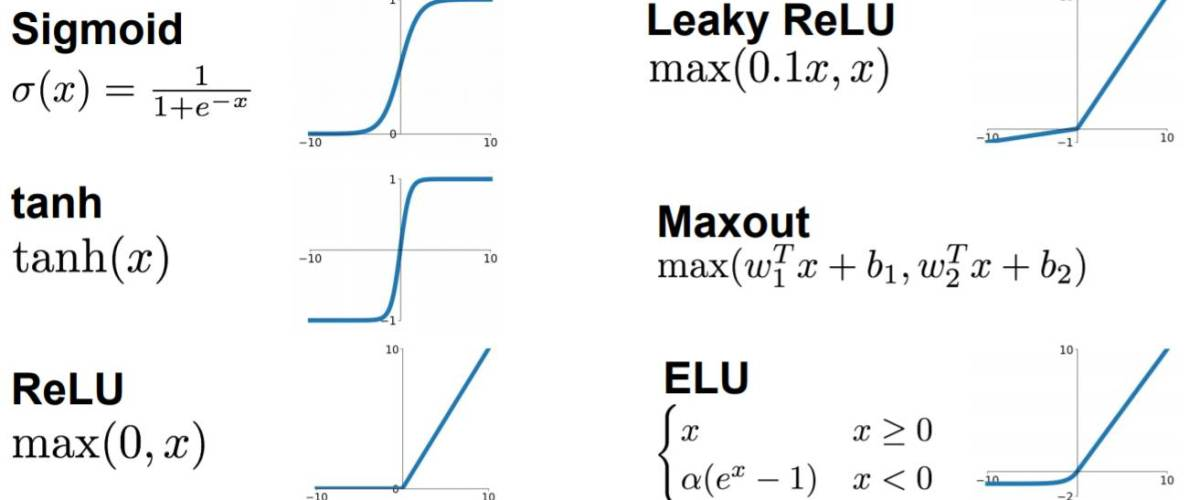 Sigmoid
σ(x) = 1/(1+e^{-x})
1
0
-10
10
tanh
tanh(x)
1
-10
10
-1
ReLU
max(0, x)
10
0
-10
10
Leaky ReLU
max(0.1x, x)
-10
-1
10
Maxout
max(w_1^T x + b_1, w_2^T x + b_2)
ELU
{ x x ≥ 0
α(e^x − 1) x < 0
10
-10
-2
10